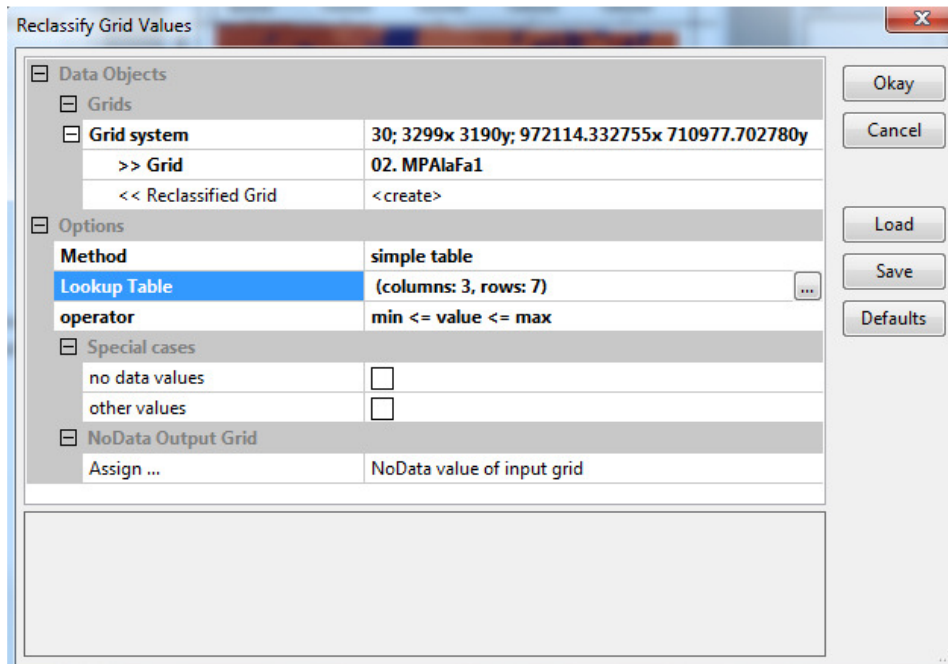 Reclassify Grid Values
Data Objects
Okay
Grids
Grid system 30; 3299x 3190y; 972114.332755x 710977.702780y
Cancel
>> Grid 02. MPAlaFa1
<< Reclassified Grid <create>
Options
Load
Method simple table
Lookup Table (columns: 3, rows: 7) ...
Save
operator min <= value <= max
Defaults
Special cases
no data values
other values
NoData Output Grid
Assign ... NoData value of input grid